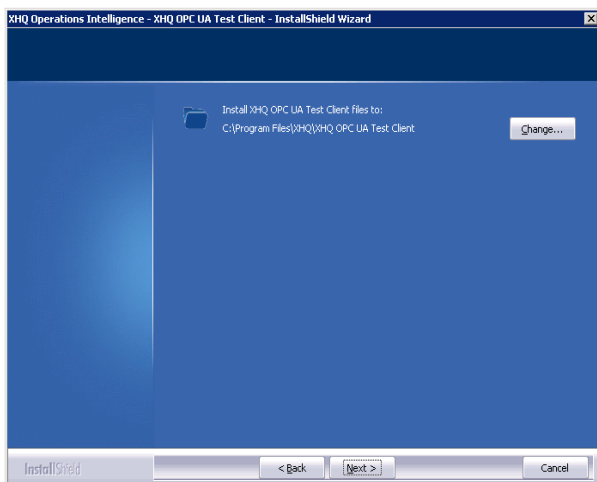 XHQ Operations Intelligence - XHQ OPC UA Test Client - InstallShield Wizard
Install XHQ OPC UA Test Client files to:
C:\Program Files\XHQ\XHQ OPC UA Test Client
Change...
InstallShield
< Back
Next >
Cancel